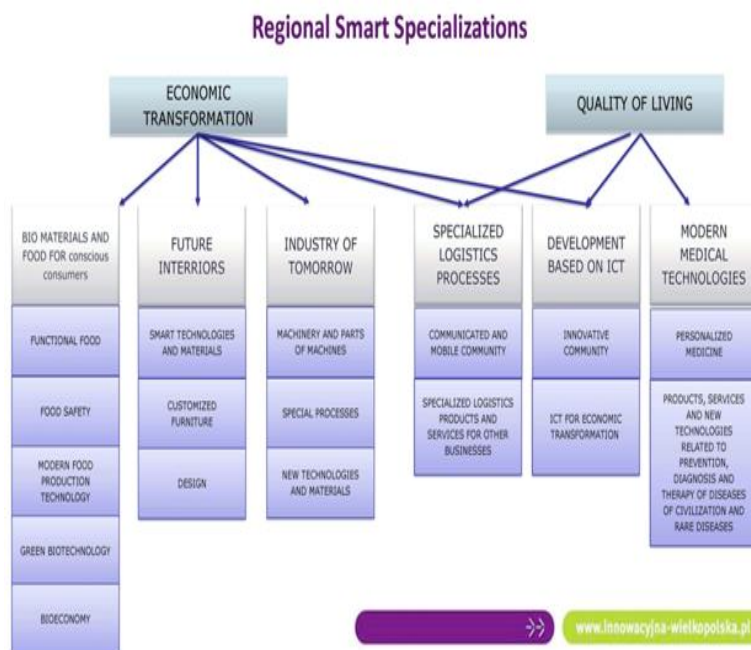 Regional Smart Specializations
ECONOMIC
TRANSFORMATION
QUALITY OF LIVING
BIO MATERIALS AND
FOOD FOR conscious
consumers
FUTURE
INTERRIORS
INDUSTRY OF
TOMORROW
SPECIALIZED
LOGISTICS
PROCESSES
DEVELOPMENT
BASED ON ICT
MODERN
MEDICAL
TECHNOLOGIES
FUNCTIONAL FOOD
FOOD SAFETY
MODERN FOOD
PRODUCTION
TECHNOLOGY
GREEN BIOTECHNOLOGY
BIOECONOMY
SMART TECHNOLOGIES
AND MATERIALS
CUSTOMIZED
FURNITURE
DESIGN
MACHINERY AND PARTS
OF MACHINES
SPECIAL PROCESSES
NEW TECHNOLOGIES
AND MATERIALS
COMMUNICATED AND
MOBILE COMMUNITY
SPECIALIZED LOGISTICS
PRODUCTS AND
SERVICES FOR OTHER
BUSINESSES
INNOVATIVE
COMMUNITY
ICT FOR ECONOMIC
TRANSFORMATION
PERSONALIZED
MEDICINE
PRODUCTS, SERVICES
AND NEW
TECHNOLOGIES
RELATED TO
PREVENTION,
DIAGNOSIS AND
THERAPY OF DISEASES
OF CIVILIZATION AND
RARE DISEASES
www.innowacyjna-wielkopolska.pl